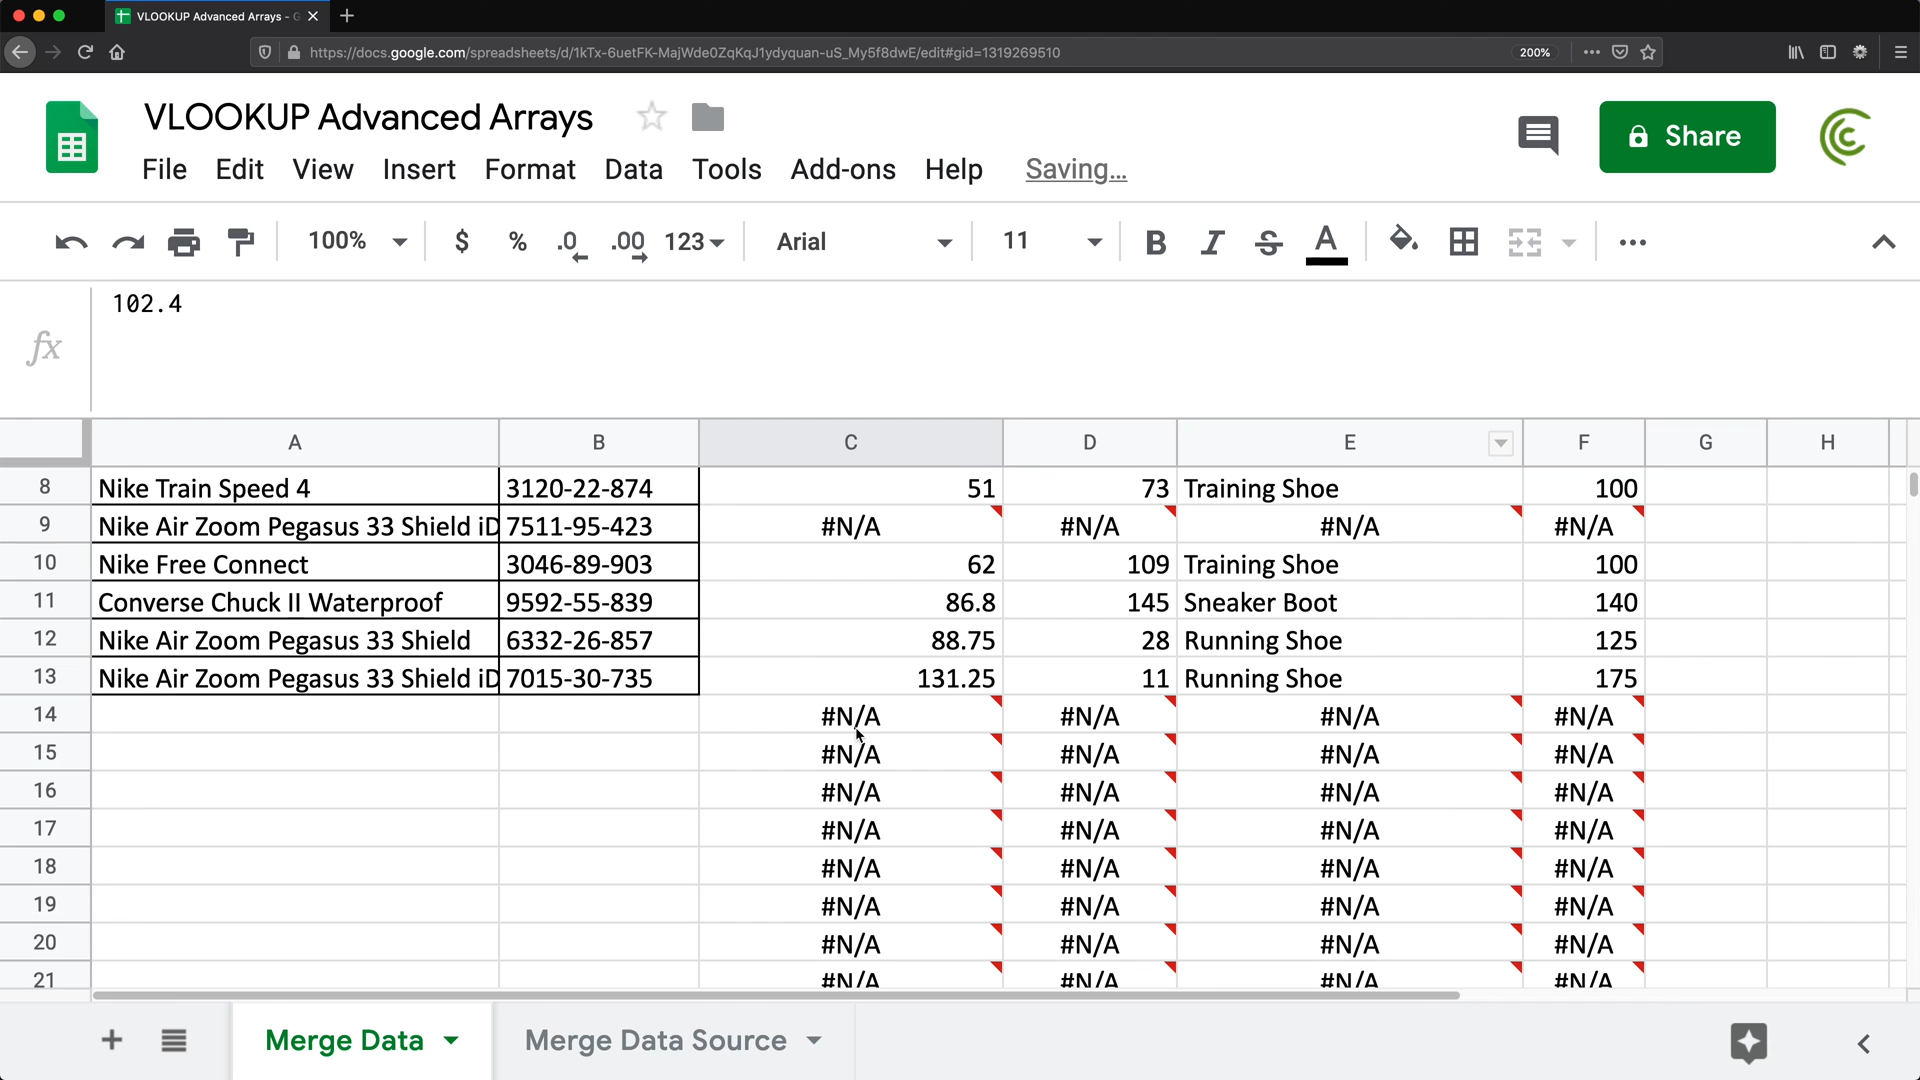 VLOOKUP Advanced Arrays - G
https://docs.google.com/spreadsheets/d/1kTx-6uetFK-MajWde0ZqKqJ1ydyquan-uS_My5f8dwE/edit#gid=1319269510
200%
VLOOKUP Advanced Arrays
Share
File Edit View Insert Format Data Tools Add-ons Help Saving...
100% $ % .0 .00 123 Arial 11 B I S A
fx 102.4
A B C D E F G H
8 Nike Train Speed 4 3120-22-874 51 73 Training Shoe 100
9 Nike Air Zoom Pegasus 33 Shield iD 7511-95-423 #N/A #N/A #N/A #N/A
10 Nike Free Connect 3046-89-903 62 109 Training Shoe 100
11 Converse Chuck II Waterproof 9592-55-839 86.8 145 Sneaker Boot 140
12 Nike Air Zoom Pegasus 33 Shield 6332-26-857 88.75 28 Running Shoe 125
13 Nike Air Zoom Pegasus 33 Shield iD 7015-30-735 131.25 11 Running Shoe 175
14 #N/A #N/A #N/A #N/A
15 #N/A #N/A #N/A #N/A
16 #N/A #N/A #N/A #N/A
17 #N/A #N/A #N/A #N/A
18 #N/A #N/A #N/A #N/A
19 #N/A #N/A #N/A #N/A
20 #N/A #N/A #N/A #N/A
21 #N/A #N/A #N/A #N/A
Merge Data Merge Data Source